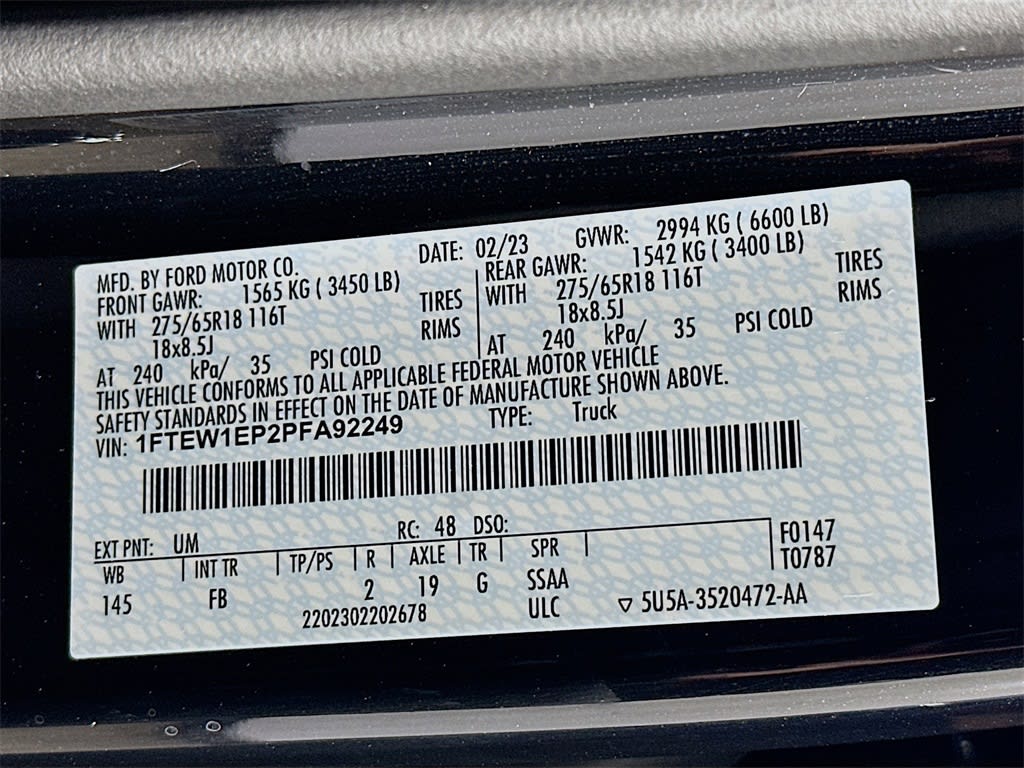 MFD. BY FORD MOTOR CO. DATE: 02/23 GVWR: 2994 KG ( 6600 LB)
FRONT GAWR: 1565 KG ( 3450 LB) REAR GAWR: 1542 KG ( 3400 LB)
WITH 275/65R18 116T TIRES WITH 275/65R18 116T TIRES
18x8.5J RIMS 18x8.5J RIMS
AT 240 kPa/ 35 PSI COLD AT 240 kPa/ 35 PSI COLD
THIS VEHICLE CONFORMS TO ALL APPLICABLE FEDERAL MOTOR VEHICLE
SAFETY STANDARDS IN EFFECT ON THE DATE OF MANUFACTURE SHOWN ABOVE.
VIN: 1FTEW1EP2PFA92249 TYPE: Truck
EXT PNT: UM RC: 48 DSO: F0147
WB INT TR TP/PS R AXLE TR SPR T0787
145 FB 2 19 G SSAA
2202302202678 ULC ▽ 5U5A-3520472-AA